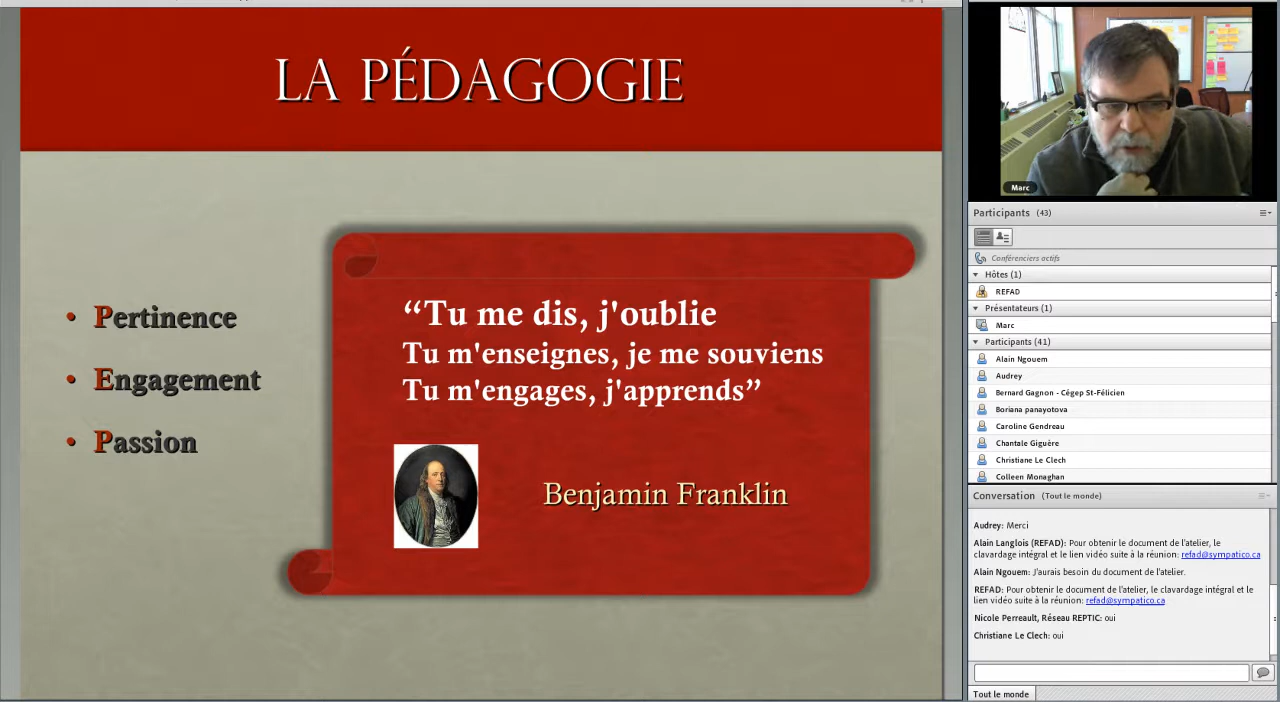 LA PÉDAGOGIE
• Pertinence
• Engagement
• Passion
“Tu me dis, j'oublie
Tu m'enseignes, je me souviens
Tu m'engages, j'apprends”
Benjamin Franklin
Marc
Participants (43)
Conférenciers actifs
Hôtes (1)
REFAD
Présentateurs (1)
Marc
Participants (41)
Alain Ngouem
Audrey
Bernard Gagnon - Cégep St-Félicien
Boriana panayotova
Caroline Gendreau
Chantale Giguère
Christiane Le Clech
Colleen Monaghan
Conversation (Tout le monde)
Audrey: Merci
Alain Langlois (REFAD): Pour obtenir le document de l'atelier, le
clavardage intégral et le lien vidéo suite à la réunion: refad@sympatico.ca
Alain Ngouem: J'aurais besoin du document de l'atelier.
REFAD: Pour obtenir le document de l'atelier, le clavardage intégral et le
lien vidéo suite à la réunion: refad@sympatico.ca
Nicole Perreault, Réseau REPTIC: oui
Christiane Le Clech: oui
Tout le monde